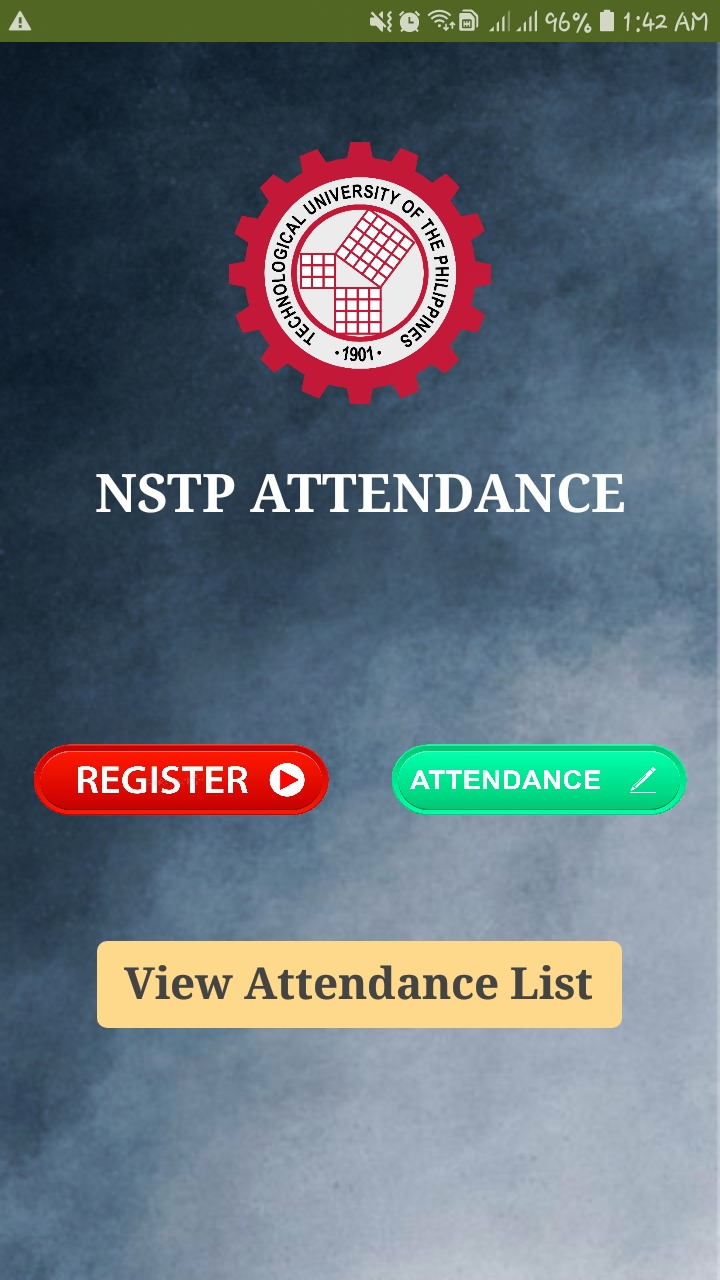 96% 1:42 AM
TECHNOLOGICAL UNIVERSITY OF THE PHILIPPINES
· 1901 ·
NSTP ATTENDANCE
REGISTER
ATTENDANCE
View Attendance List